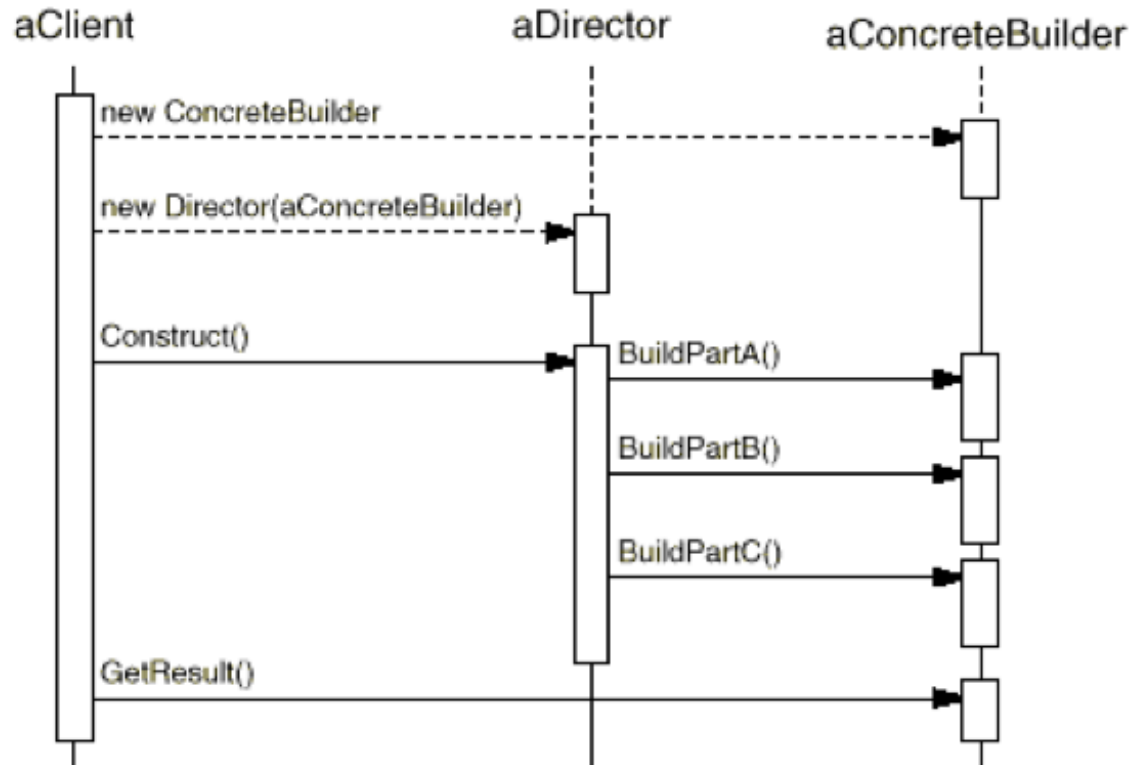 aClient
aDirector
aConcreteBuilder
new ConcreteBuilder
new Director(aConcreteBuilder)
Construct()
BuildPartA()
BuildPartB()
BuildPartC()
GetResult()